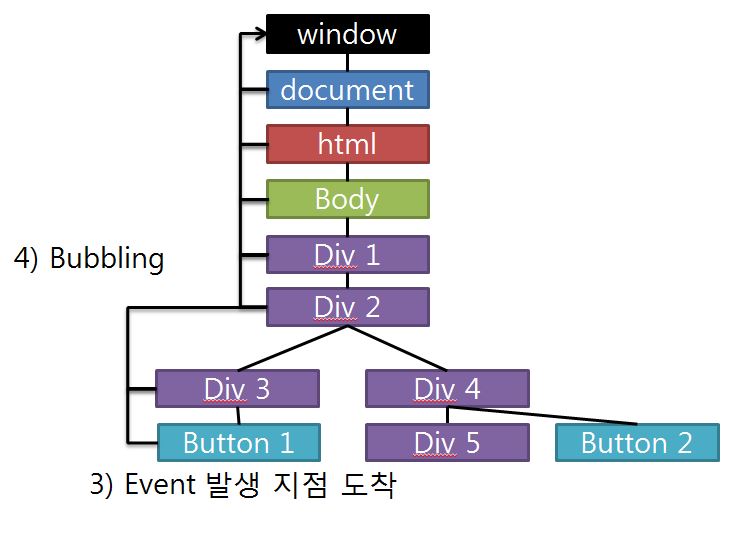 window
document
html
Body
4) Bubbling
Div 1
Div 2
Div 3
Div 4
Button 1
Div 5
Button 2
3) Event 발생 지점 도착